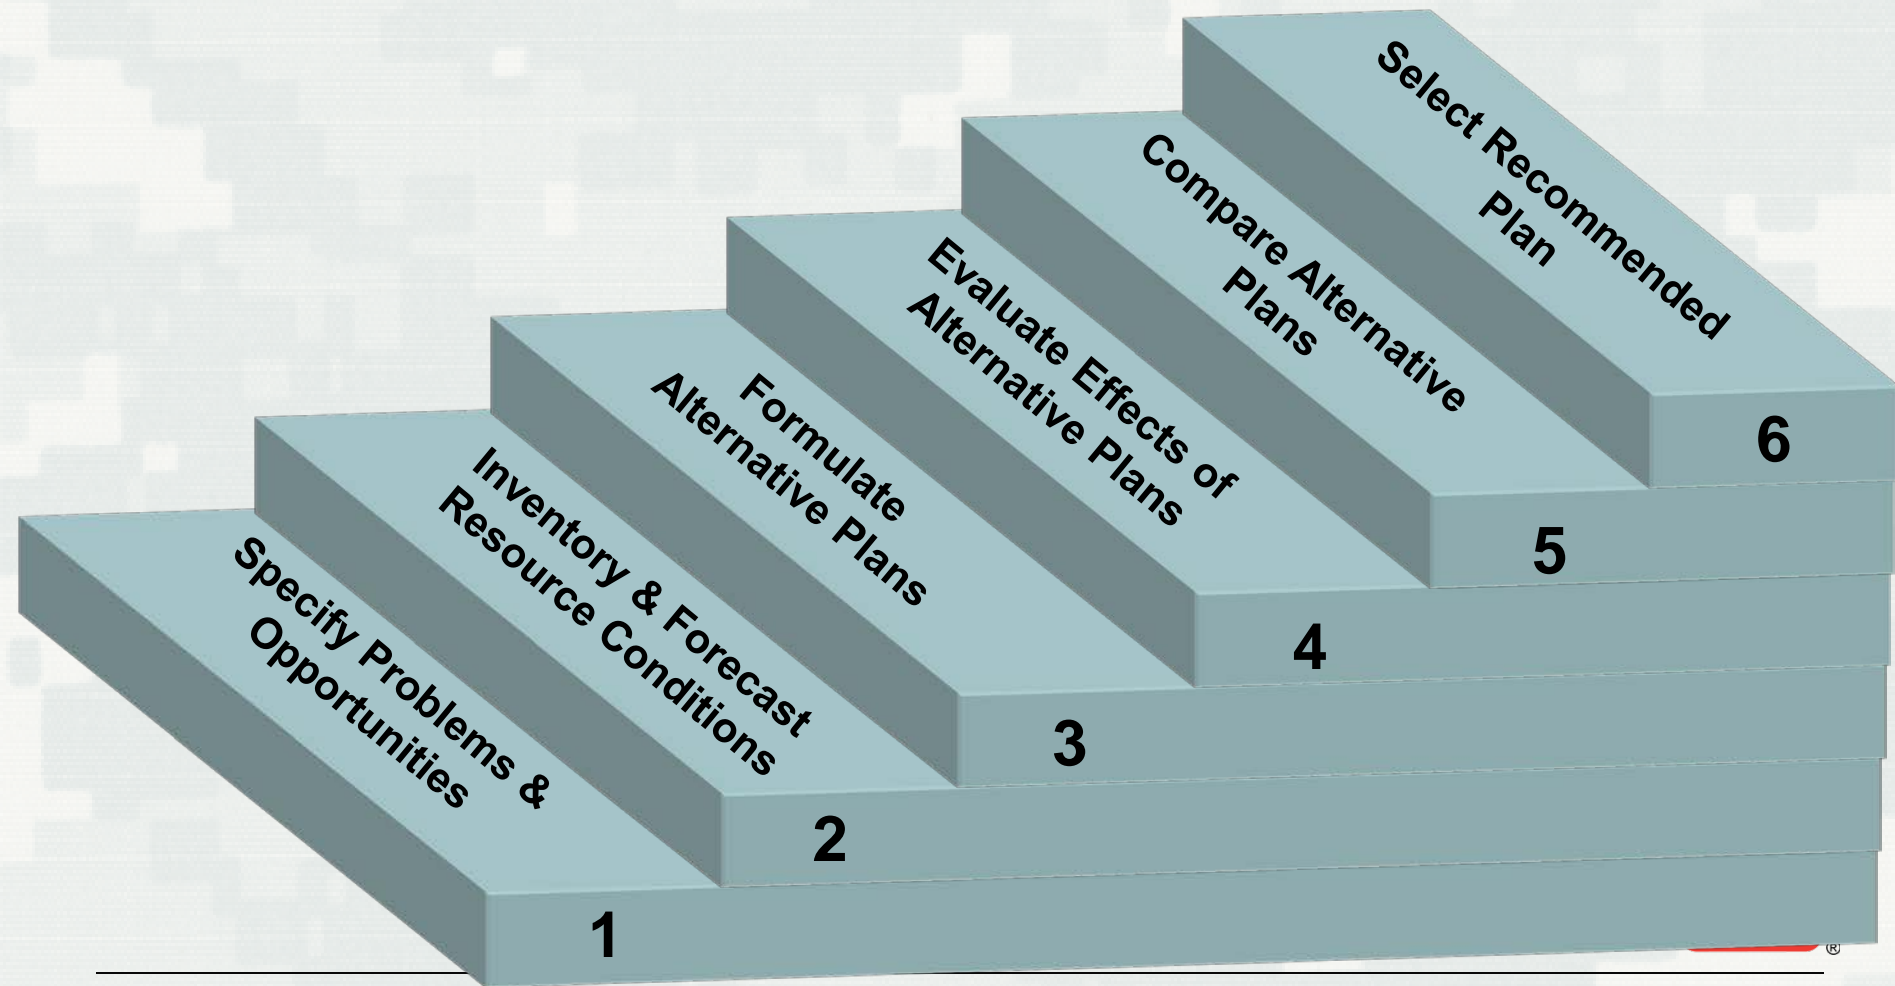 Specify Problems &
Opportunities
1
Inventory & Forecast
Resource Conditions
2
Formulate
Alternative Plans
3
Evaluate Effects of
Alternative Plans
4
Compare Alternative
Plans
5
Select Recommended
Plan
6
®